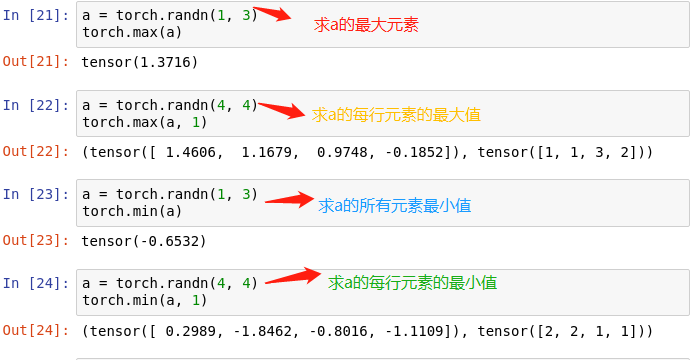 In [21]: a = torch.randn(1, 3) 求a的最大元素
torch.max(a)
Out[21]: tensor(1.3716)
In [22]: a = torch.randn(4, 4) 求a的每行元素的最大值
torch.max(a, 1)
Out[22]: (tensor([ 1.4606,  1.1679,  0.9748, -0.1852]), tensor([1, 1, 3, 2]))
In [23]: a = torch.randn(1, 3) 求a的所有元素最小值
torch.min(a)
Out[23]: tensor(-0.6532)
In [24]: a = torch.randn(4, 4) 求a的每行元素的最小值
torch.min(a, 1)
Out[24]: (tensor([ 0.2989, -1.8462, -0.8016, -1.1109]), tensor([2, 2, 1, 1]))